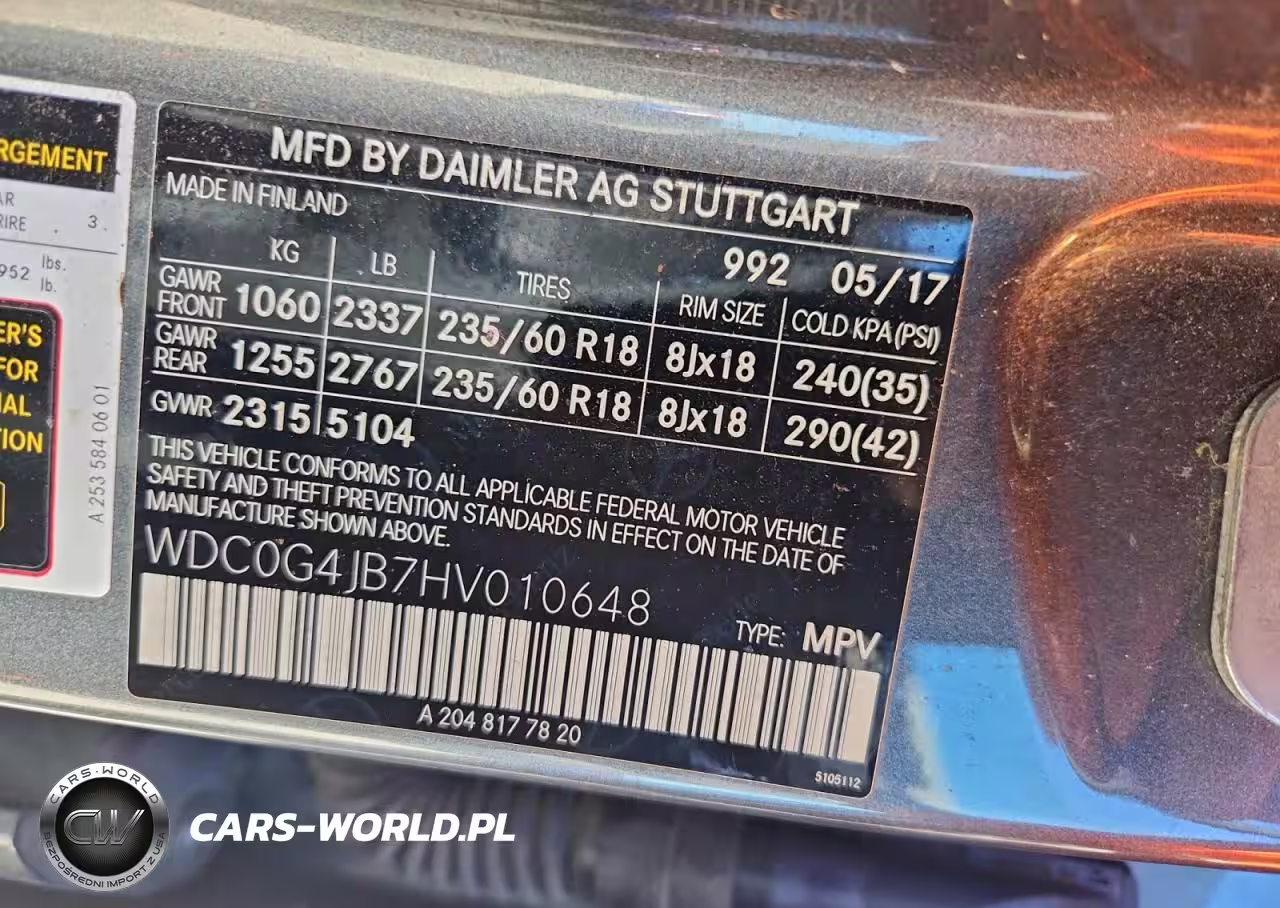 RGEMENT
AR
RIRE
3.
952
lbs.
lb.
ER'S
FOR
IAL
TION
A 253 584 06 01
MFD BY DAIMLER AG STUTTGART
MADE IN FINLAND
992 05/17
KG LB TIRES RIM SIZE COLD KPA (PSI)
GAWR FRONT 1060 2337 235/60 R18 8Jx18 240(35)
GAWR REAR 1255 2767 235/60 R18 8Jx18 290(42)
GVWR 2315 5104
THIS VEHICLE CONFORMS TO ALL APPLICABLE FEDERAL MOTOR VEHICLE
SAFETY AND THEFT PREVENTION STANDARDS IN EFFECT ON THE DATE OF
MANUFACTURE SHOWN ABOVE.
WDC0G4JB7HV010648
TYPE: MPV
A 204 817 78 20
5105112
CARS-WORLD
CW
BEZPOŚREDNI IMPORT Z USA
CARS-WORLD.PL